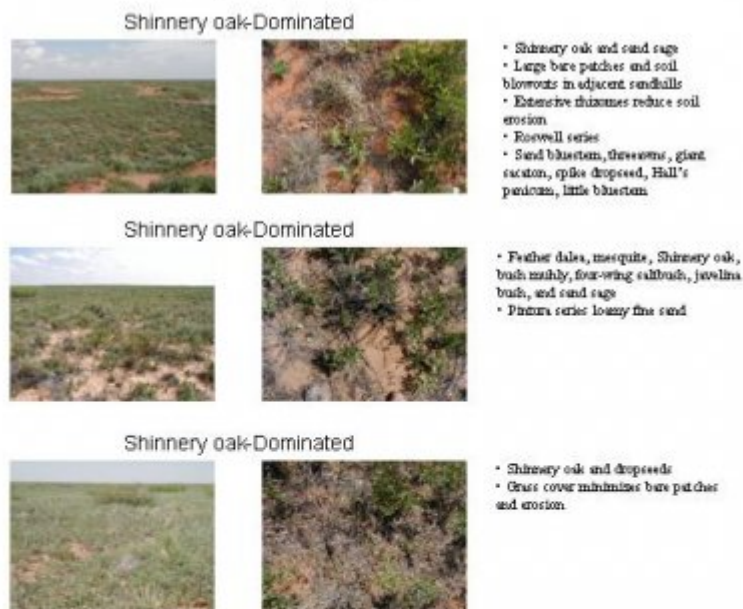 Shinnery oak-Dominated
• Shinnery oak and sand sage
• Large bare patches and soil
blowouts in adjacent sandhills
• Extensive rhizomes reduce soil
erosion
• Roswell series
• Sand bluestem, threeawns, giant
sacaton, spike dropseed, Hall's
panicum, little bluestem
Shinnery oak-Dominated
• Feather dalea, mesquite, Shinnery oak,
bush muhly, four-wing saltbush, javelina
bush, and sand sage
• Pintura series loamy fine sand
Shinnery oak-Dominated
• Shinnery oak and dropseeds
• Grass cover minimizes bare patches
and erosion